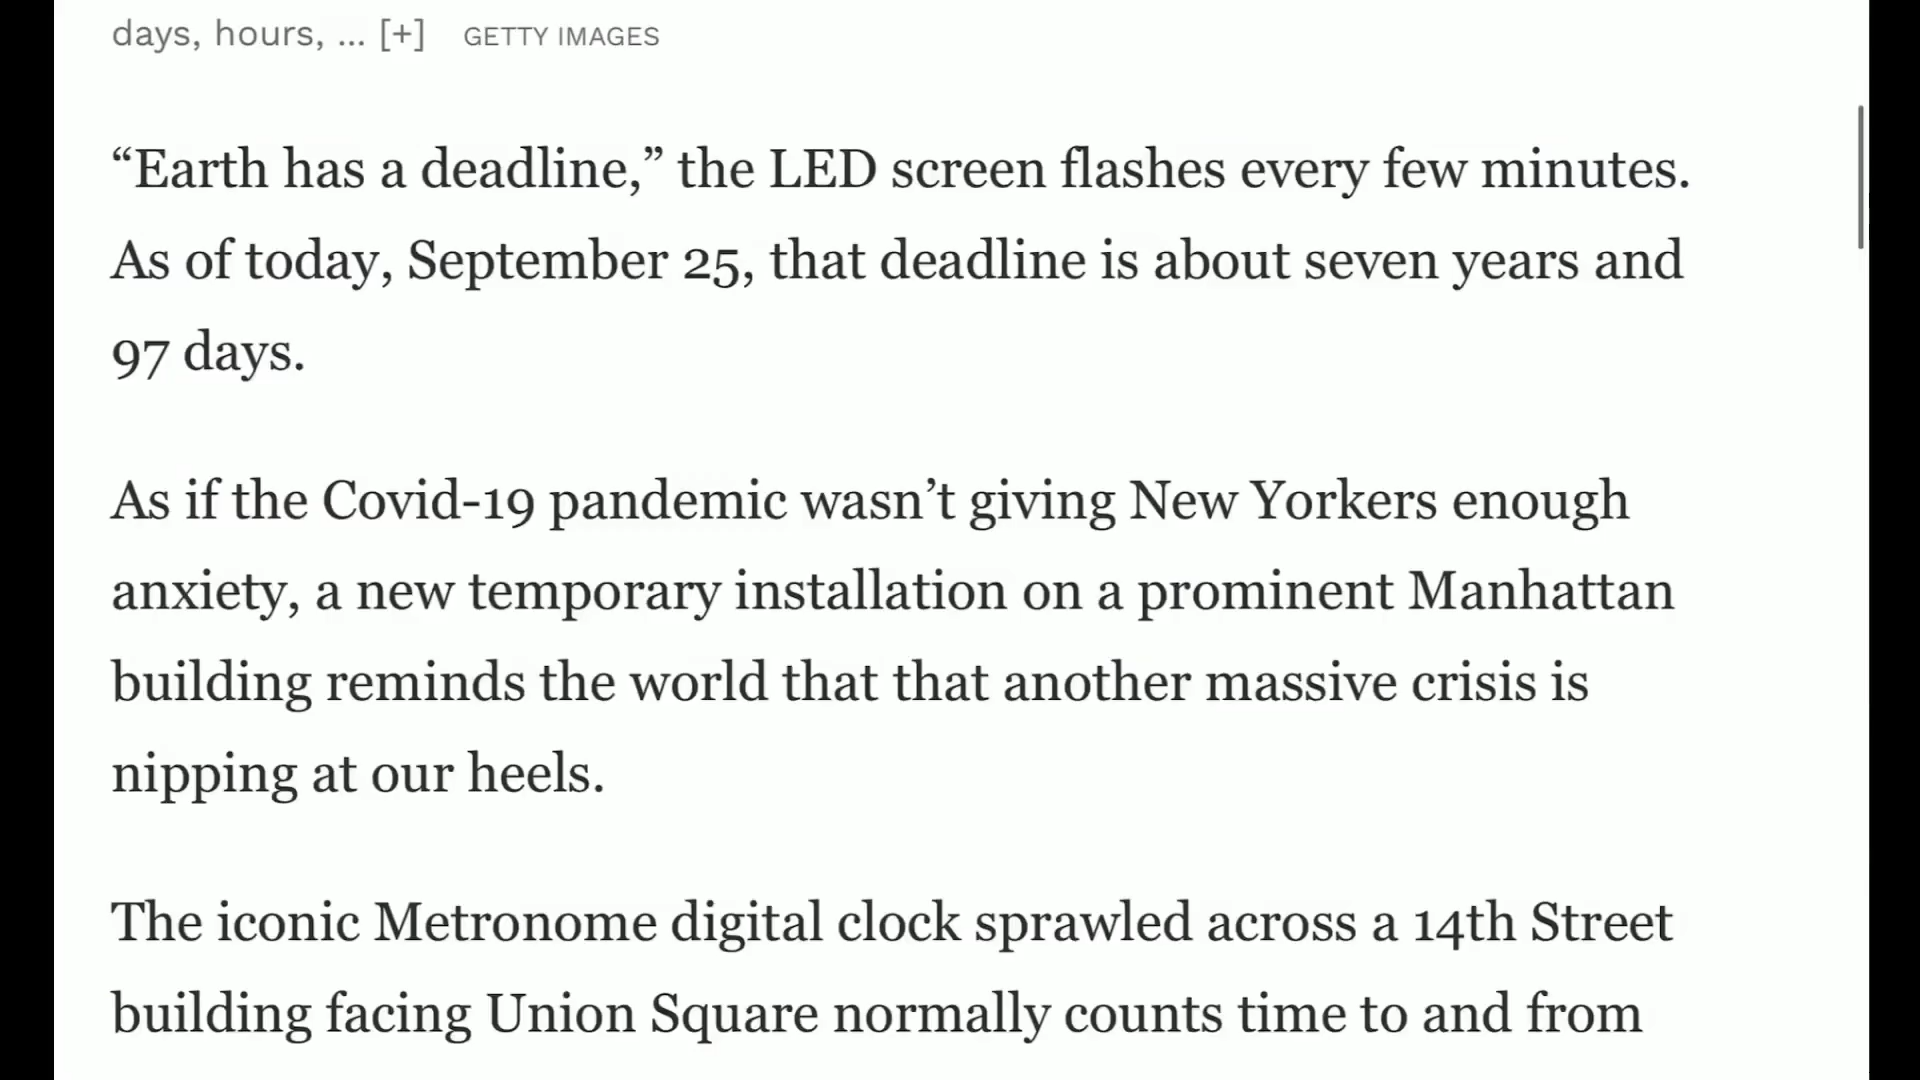 days, hours, ... [+] GETTY IMAGES
“Earth has a deadline,” the LED screen flashes every few minutes.
As of today, September 25, that deadline is about seven years and
97 days.
As if the Covid-19 pandemic wasn’t giving New Yorkers enough
anxiety, a new temporary installation on a prominent Manhattan
building reminds the world that that another massive crisis is
nipping at our heels.
The iconic Metronome digital clock sprawled across a 14th Street
building facing Union Square normally counts time to and from